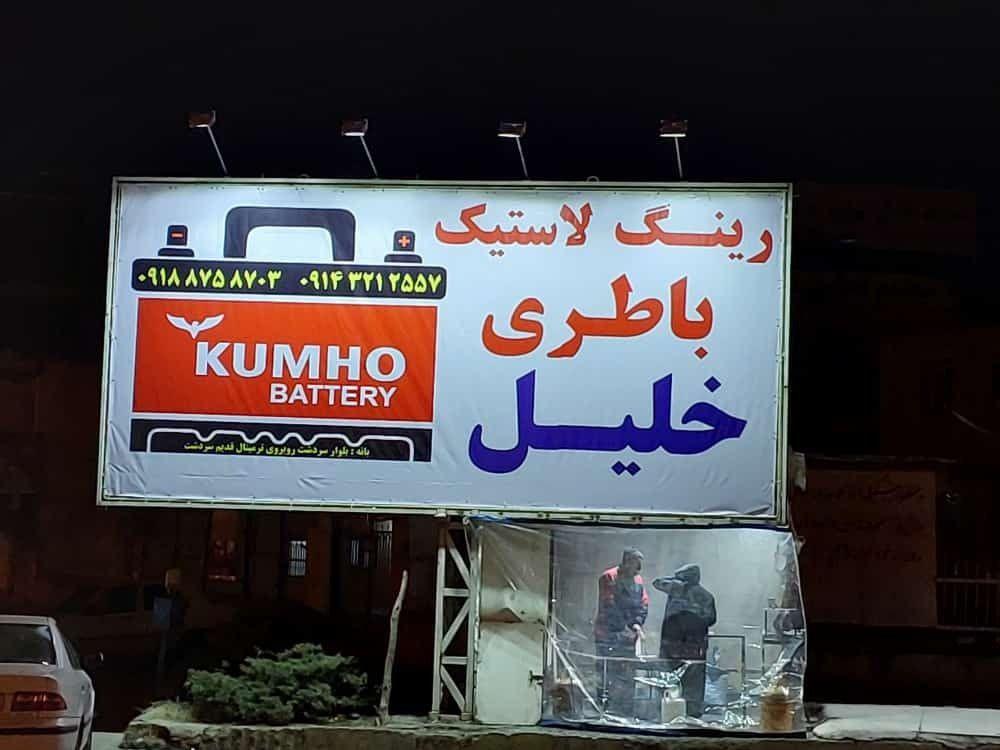 رینگ لاستیک
باطری
خلیل
- +
۰۹۱۸ ۸۷۵ ۸۷۰۳ ۰۹۱۴ ۳۲۱ ۲۵۵۷
KUMHO
BATTERY
بانه : بلوار سردشت روبروی ترمینال قدیم سردشت